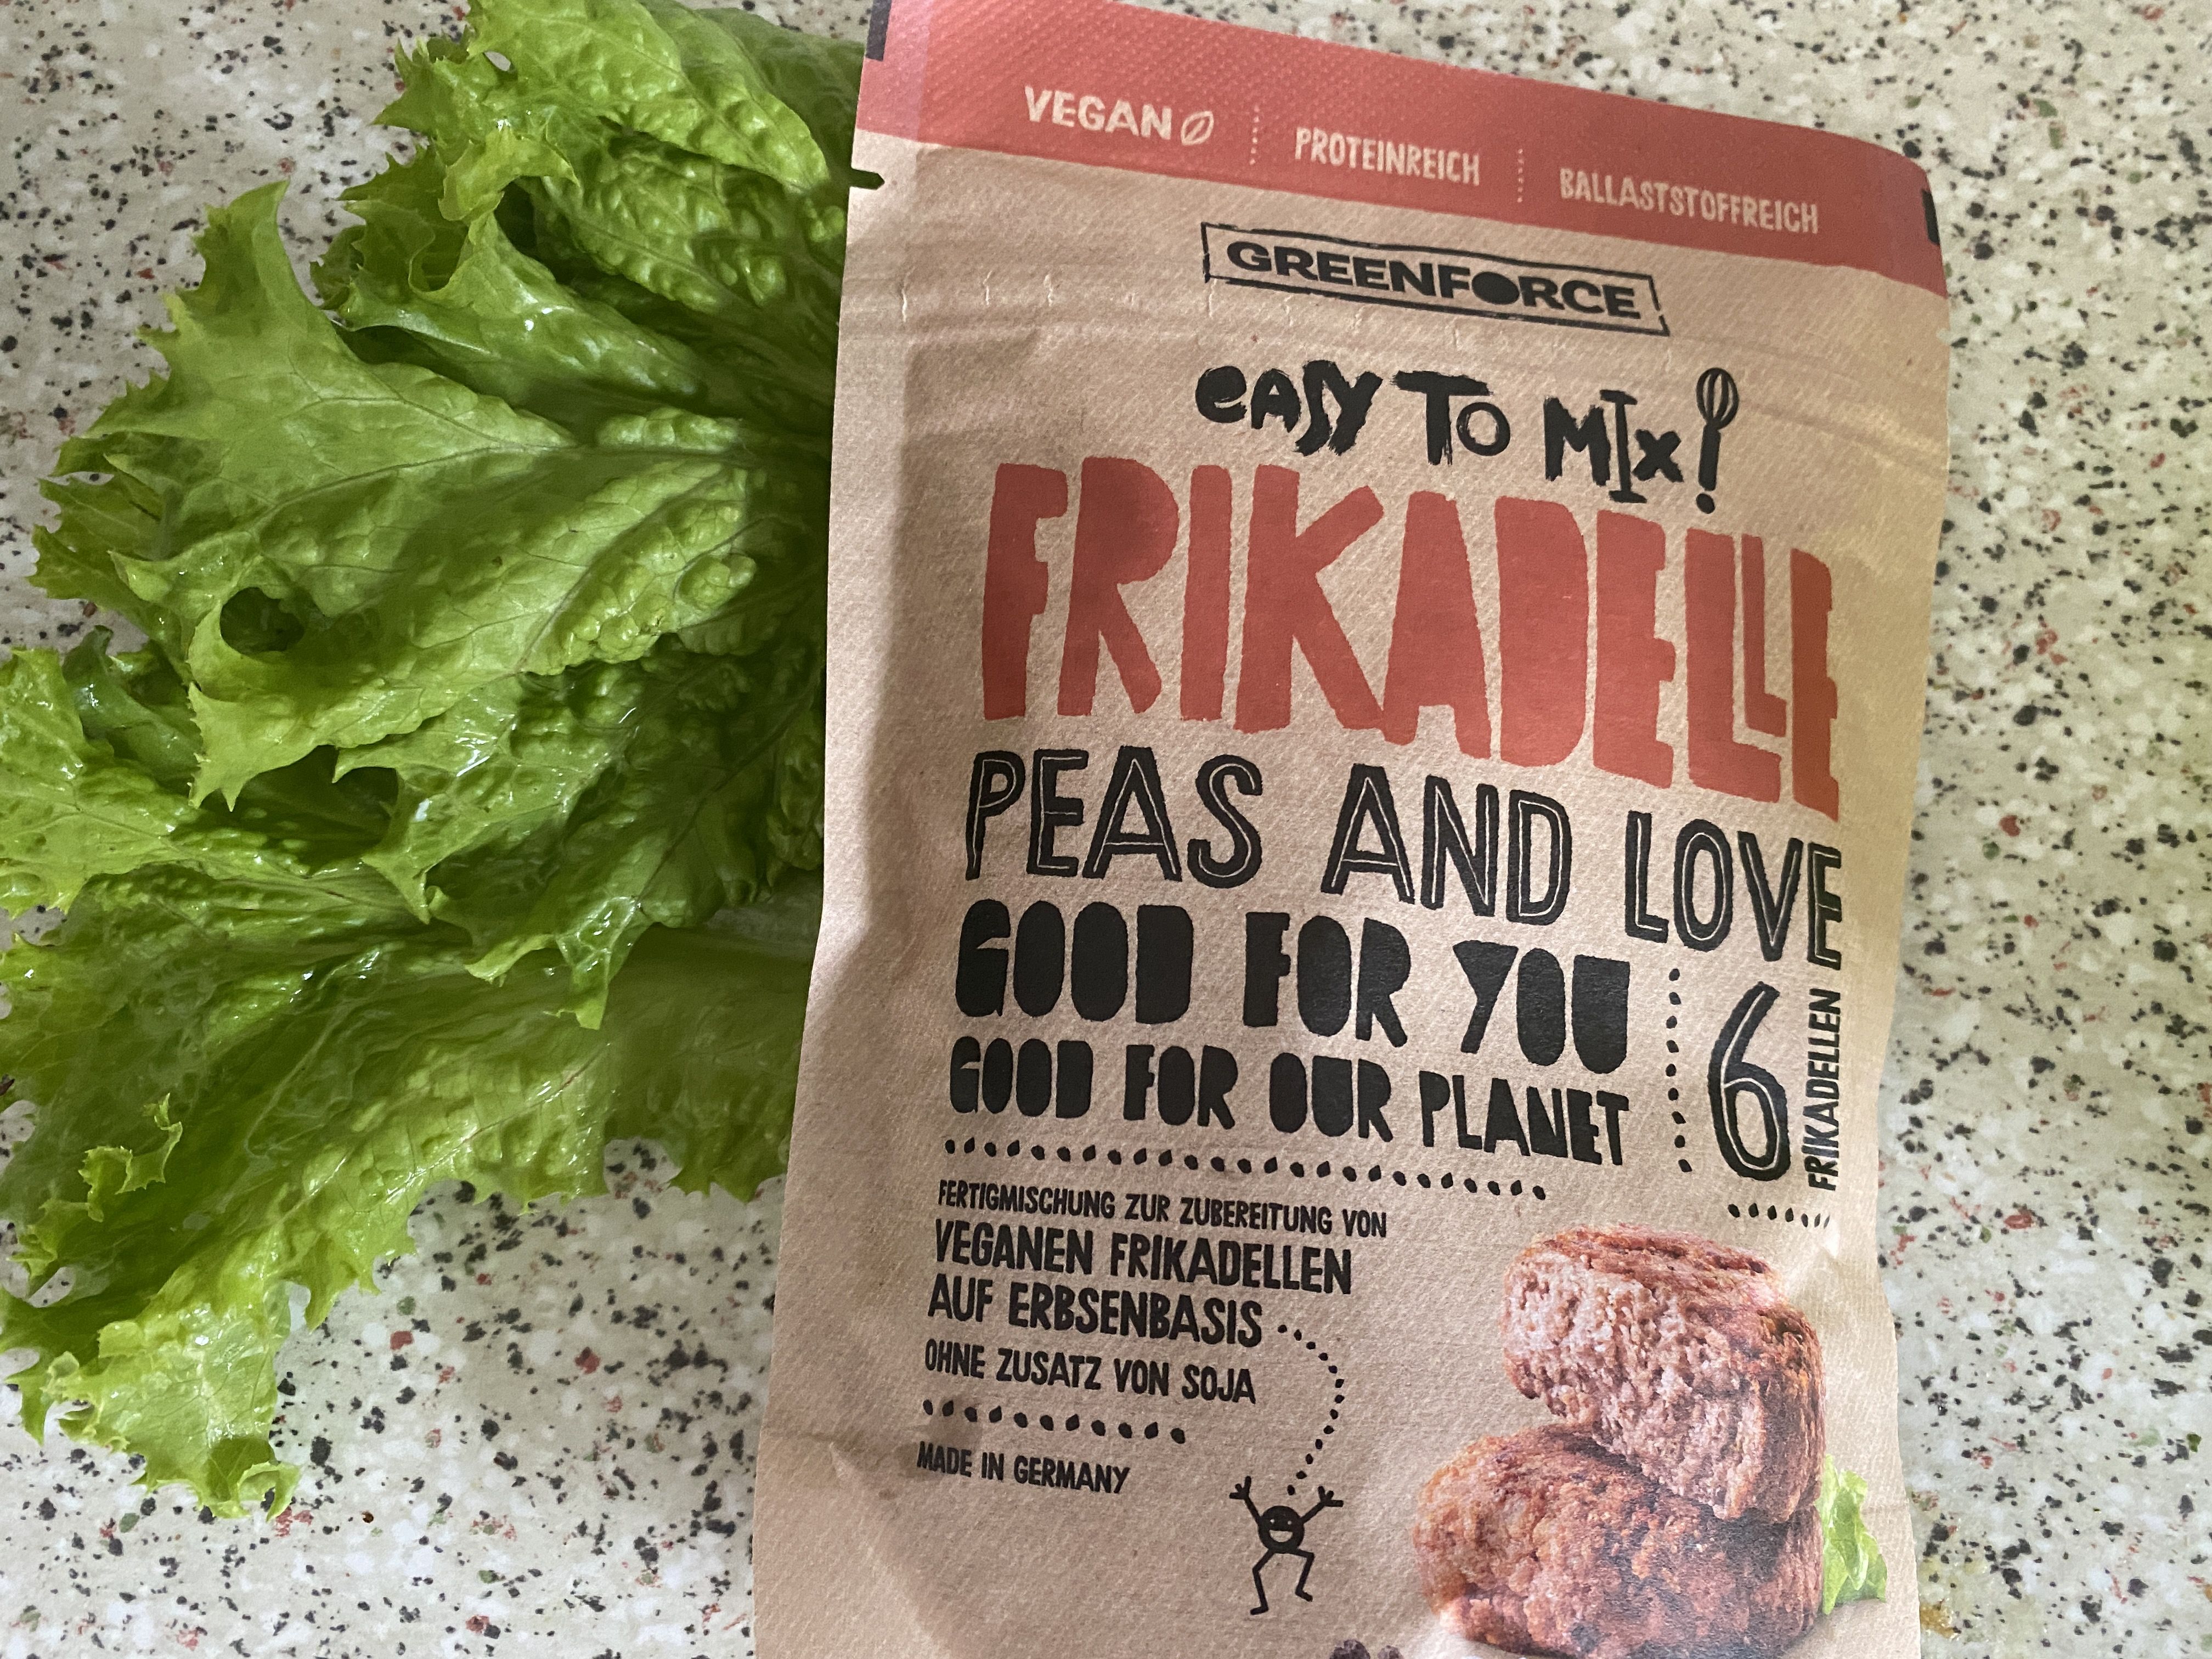 VEGAN
PROTEINREICH
BALLASTSTOFFREICH
GREENFORCE
eASY TO MIx!
FRIKADELLE
PEAS AND LOVE
GOOD FOR YOU
GOOD FOR OUR PLANET
6
FRIKADELLEN
FERTIGMISCHUNG ZUR ZUBEREITUNG VON
VEGANEN FRIKADELLEN
AUF ERBSENBASIS
OHNE ZUSATZ VON SOJA
MADE IN GERMANY